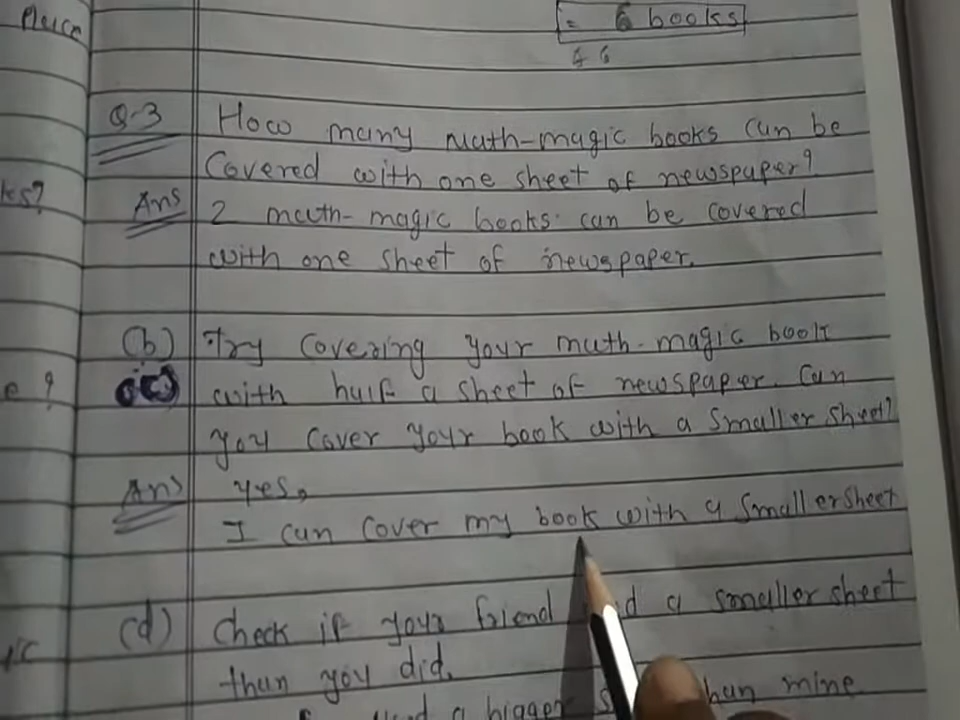 = 6 books
4 6
Q-3 How many math-magic books can be
covered with one sheet of newspaper?
Ans 2 math-magic books can be covered
with one sheet of newspaper.
(b) Try covering your math-magic book
(c) with half a sheet of newspaper. Can
you cover your book with a smaller sheet?
Ans yes,
I can cover my book with a smaller sheet
(d) Check if your friend a smaller sheet
than you did.
a bigger than mine